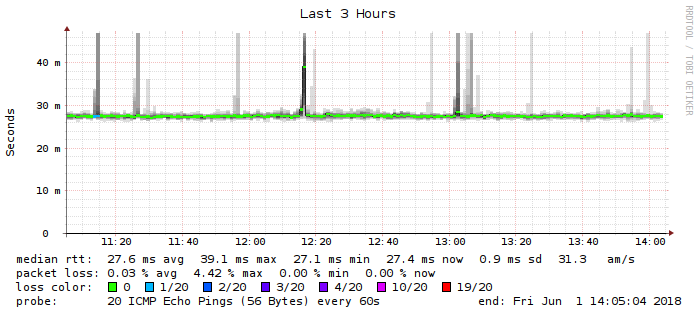 Last 3 Hours
RRDTOOL / TOBI OETIKER
Seconds
40 m
30 m
20 m
10 m
0
11:20 11:40 12:00 12:20 12:40 13:00 13:20 13:40 14:00
median rtt: 27.6 ms avg 39.1 ms max 27.1 ms min 27.4 ms now 0.9 ms sd 31.3 am/s
packet loss: 0.03 % avg 4.42 % max 0.00 % min 0.00 % now
loss color: 0 1/20 2/20 3/20 4/20 10/20 19/20
probe: 20 ICMP Echo Pings (56 Bytes) every 60s end: Fri Jun 1 14:05:04 2018